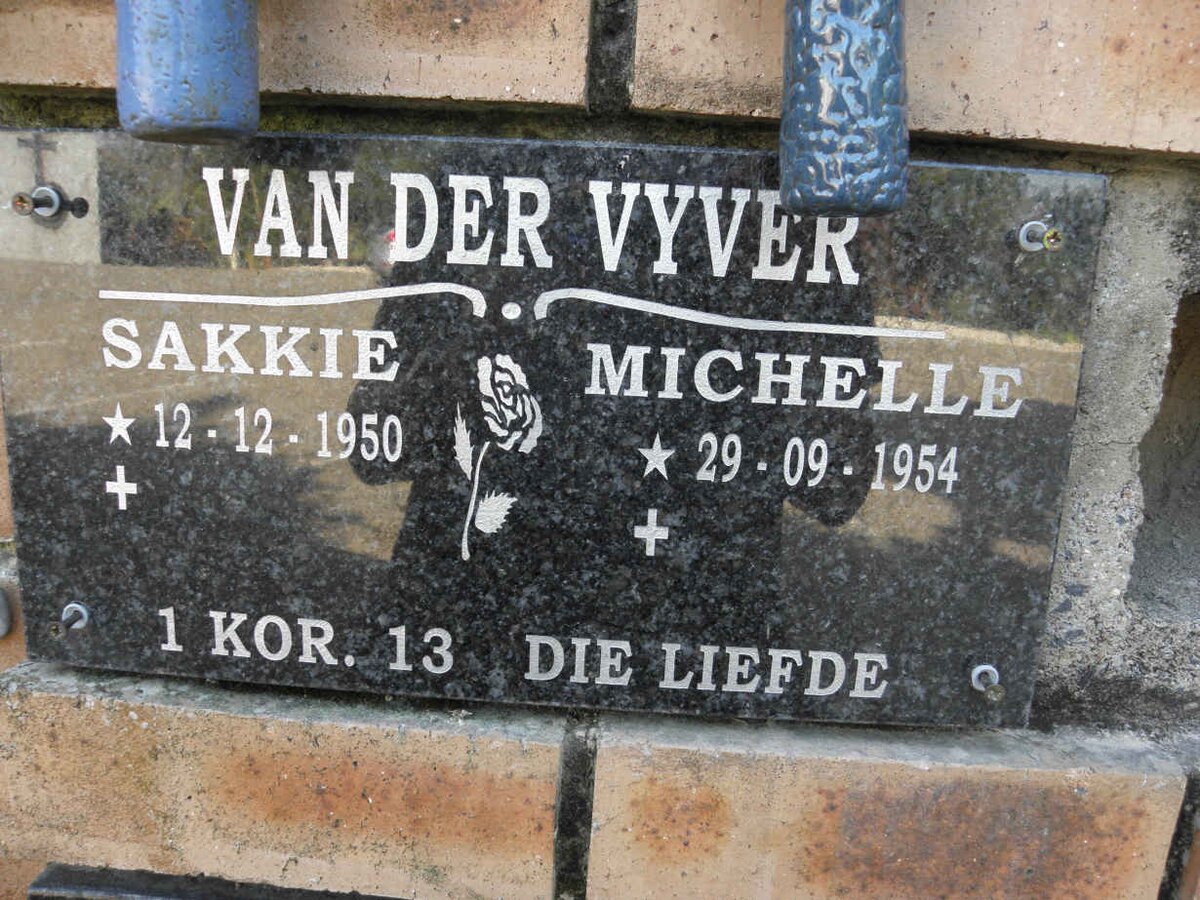 VAN DER VYVER
SAKKIE
12-12-1950
MICHELLE
29-09-1954
1 KOR. 13 DIE LIEFDE